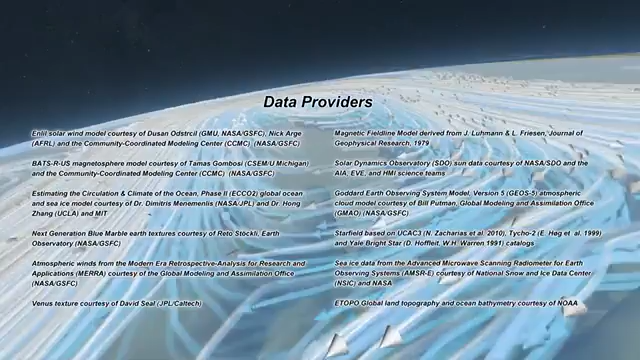 Data Providers
Enlil solar wind model courtesy of Dusan Odstrcil (GMU, NASA/GSFC), Nick Arge
(AFRL) and the Community-Coordinated Modeling Center (CCMC)  (NASA/GSFC)
BATS-R-US magnetosphere model courtesy of Tamas Gombosi (CSEM/U Michigan)
and the Community-Coordinated Modeling Center (CCMC)  (NASA/GSFC)
Estimating the Circulation & Climate of the Ocean, Phase II (ECCO2) global ocean
and sea ice model courtesy of Dr. Dimitris Menemenlis (NASA/JPL) and Dr. Hong
Zhang (UCLA) and MIT
Next Generation Blue Marble earth textures courtesy of Reto Stöckli, Earth
Observatory (NASA/GSFC)
Atmospheric winds from the Modern Era Retrospective-Analysis for Research and
Applications (MERRA) courtesy of the Global Modeling and Assimilation Office
(NASA/GSFC)
Venus texture courtesy of David Seal (JPL/Caltech)
Magnetic Fieldline Model derived from J. Luhmann & L. Friesen, Journal of
Geophysical Research, 1979
Solar Dynamics Observatory (SDO) sun data courtesy of NASA/SDO and the
AIA, EVE, and HMI science teams
Goddard Earth Observing System Model, Version 5 (GEOS-5) atmospheric
cloud model courtesy of Bill Putman, Global Modeling and Assimilation Office
(GMAO) (NASA/GSFC)
Starfield based on UCAC3 (N. Zacharias et al. 2010), Tycho-2 (E. Høg et al. 1999)
and Yale Bright Star (D. Hoffleit, W.H. Warren 1991) catalogs
Sea ice data from the Advanced Microwave Scanning Radiometer for Earth
Observing Systems (AMSR-E) courtesy of National Snow and Ice Data Center
(NSIC) and NASA
ETOPO Global land topography and ocean bathymetry courtesy of NOAA